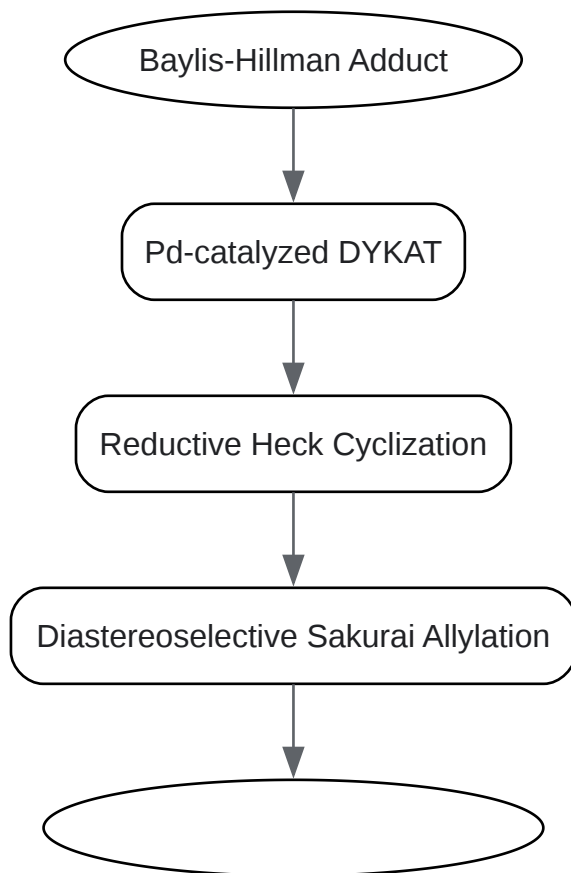 Baylis-Hillman Adduct
Pd-catalyzed DYKAT
Reductive Heck Cyclization
Diastereoselective Sakurai Allylation